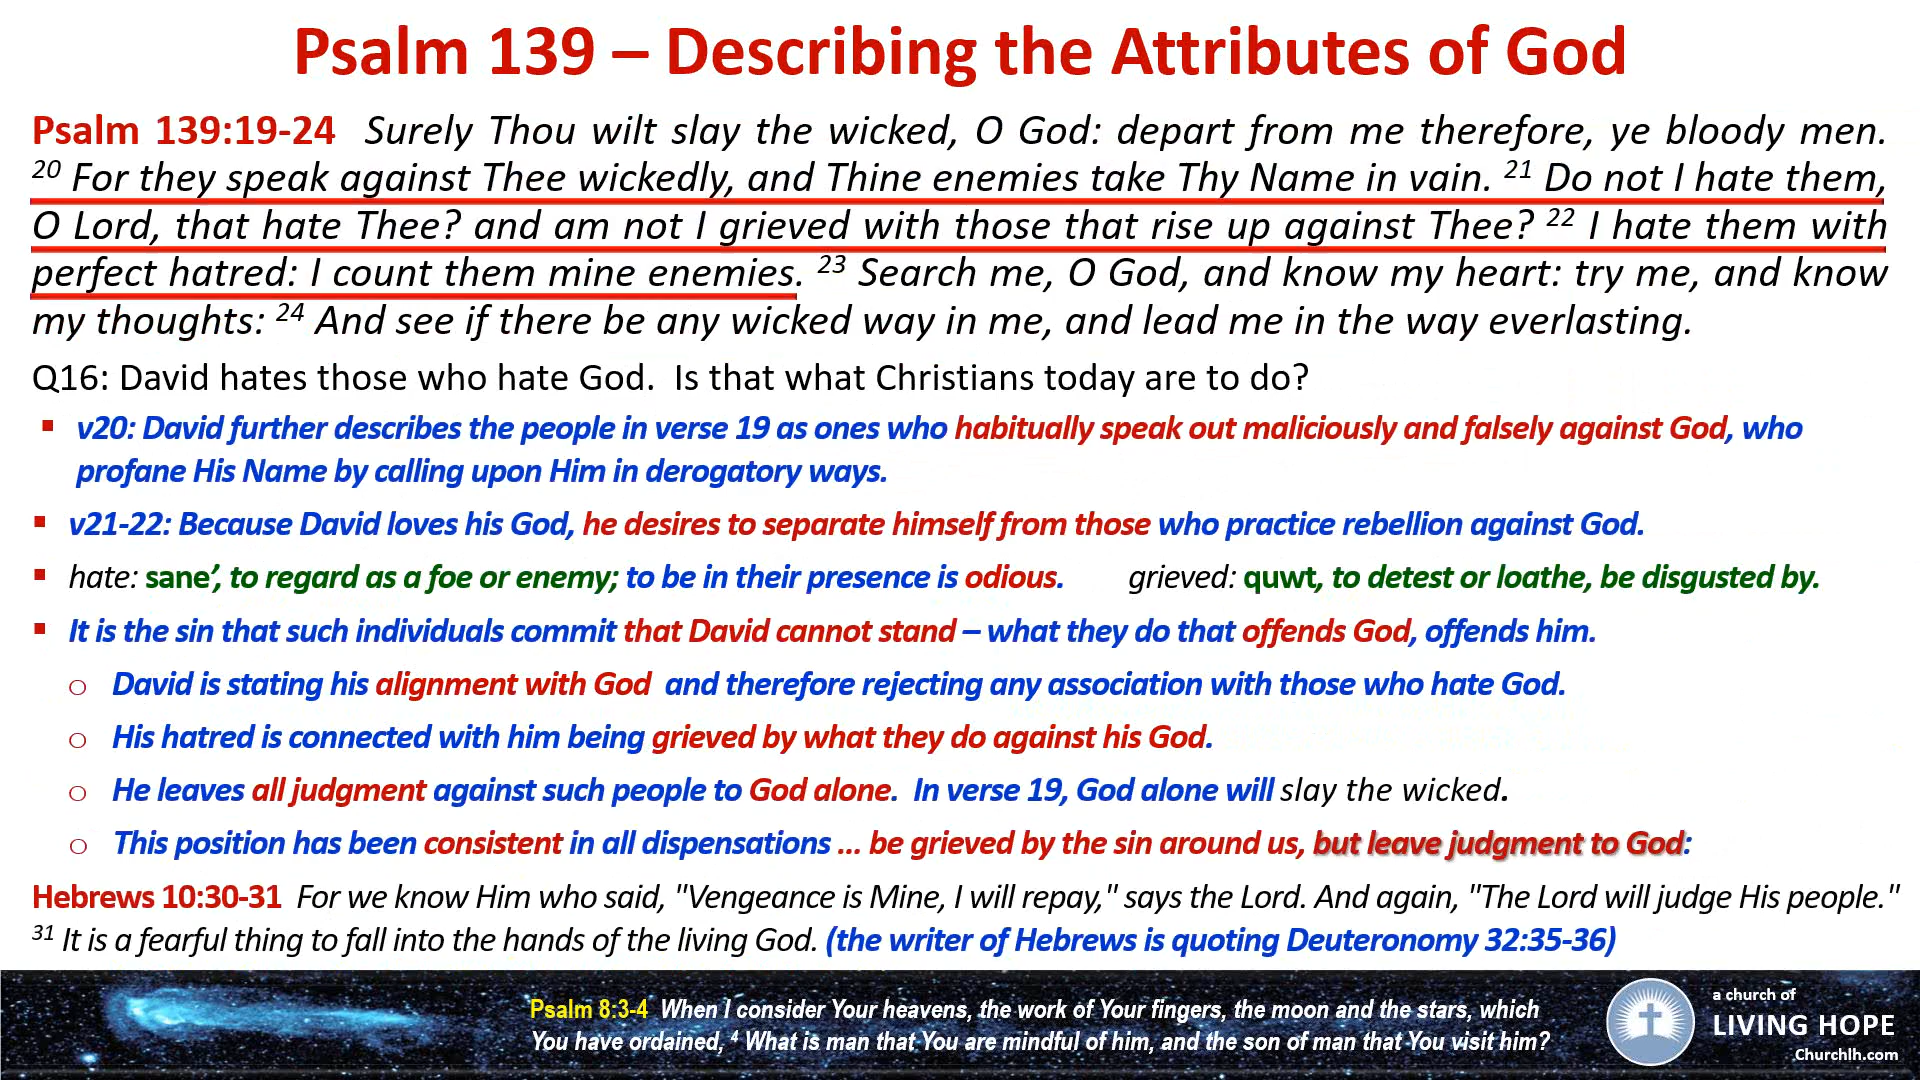 Psalm 139 – Describing the Attributes of God
Psalm 139:19-24 Surely Thou wilt slay the wicked, O God: depart from me therefore, ye bloody men.
20 For they speak against Thee wickedly, and Thine enemies take Thy Name in vain. 21 Do not I hate them,
O Lord, that hate Thee? and am not I grieved with those that rise up against Thee? 22 I hate them with
perfect hatred: I count them mine enemies. 23 Search me, O God, and know my heart: try me, and know
my thoughts: 24 And see if there be any wicked way in me, and lead me in the way everlasting.
Q16: David hates those who hate God. Is that what Christians today are to do?
▪ v20: David further describes the people in verse 19 as ones who habitually speak out maliciously and falsely against God, who
profane His Name by calling upon Him in derogatory ways.
▪ v21-22: Because David loves his God, he desires to separate himself from those who practice rebellion against God.
▪ hate: sane’, to regard as a foe or enemy; to be in their presence is odious. grieved: quwt, to detest or loathe, be disgusted by.
▪ It is the sin that such individuals commit that David cannot stand – what they do that offends God, offends him.
o David is stating his alignment with God and therefore rejecting any association with those who hate God.
o His hatred is connected with him being grieved by what they do against his God.
o He leaves all judgment against such people to God alone. In verse 19, God alone will slay the wicked.
o This position has been consistent in all dispensations ... be grieved by the sin around us, but leave judgment to God:
Hebrews 10:30-31 For we know Him who said, "Vengeance is Mine, I will repay," says the Lord. And again, "The Lord will judge His people."
31 It is a fearful thing to fall into the hands of the living God. (the writer of Hebrews is quoting Deuteronomy 32:35-36)
Psalm 8:3-4 When I consider Your heavens, the work of Your fingers, the moon and the stars, which
You have ordained, 4 What is man that You are mindful of him, and the son of man that You visit him?
a church of
LIVING HOPE
Churchlh.com